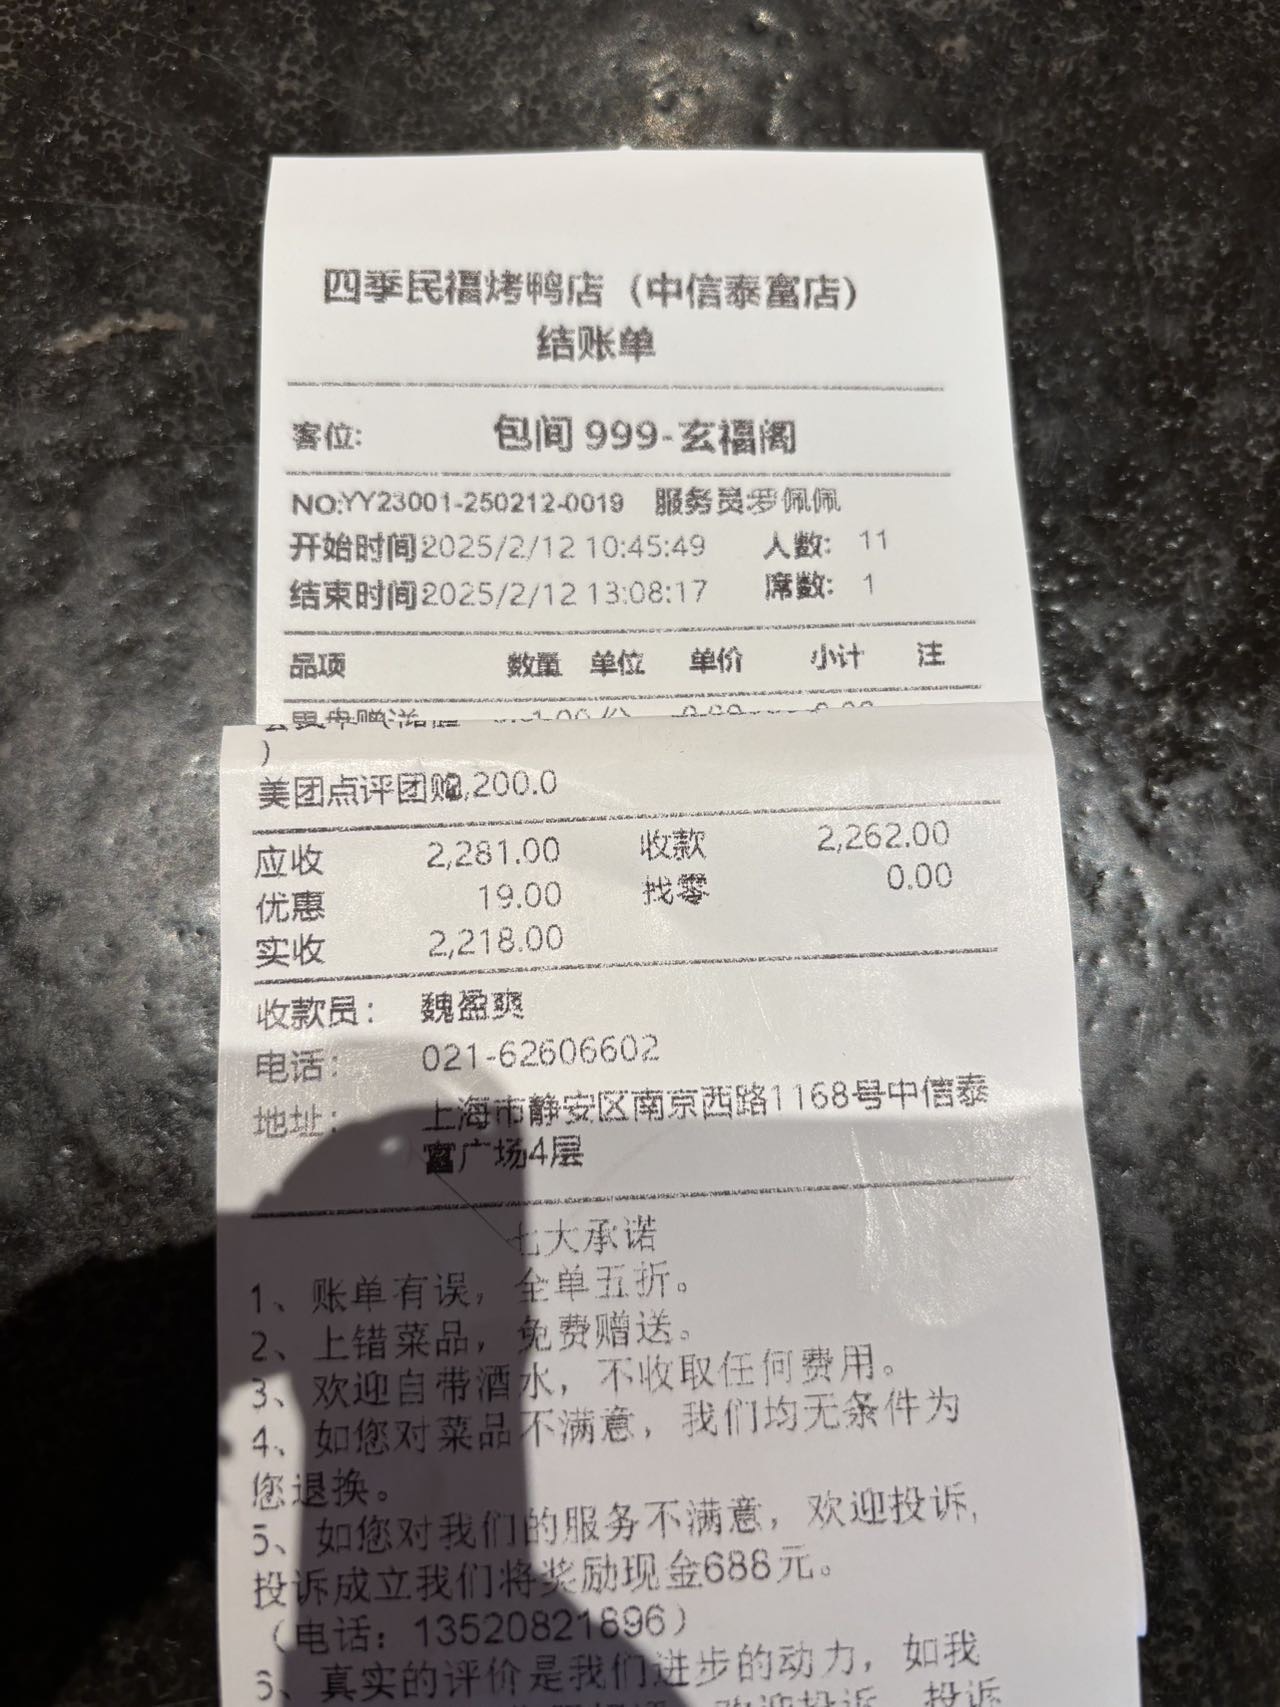 四季民福烤鸭店（中信泰富店）
结账单
客位: 包间 999-玄福阁
NO:YY23001-250212-0019 服务员:罗佩佩
开始时间2025/2/12 10:45:49 人数: 11
结束时间2025/2/12 13:08:17 席数: 1
品项 数量 单位 单价 小计 注
)
美团点评团购2,200.0
应收 2,281.00 收款 2,262.00
优惠 19.00 找零 0.00
实收 2,218.00
收款员: 魏盈爽
电话: 021-62606602
地址: 上海市静安区南京西路1168号中信泰
富广场4层
七大承诺
1、账单有误，全单五折。
2、上错菜品，免费赠送。
3、欢迎自带酒水，不收取任何费用。
4、如您对菜品不满意，我们均无条件为
您退换。
5、如您对我们的服务不满意，欢迎投诉,
投诉成立我们将奖励现金688元。
（电话：13520821896）
6、真实的评价是我们进步的动力，如我
欢迎投诉，投诉